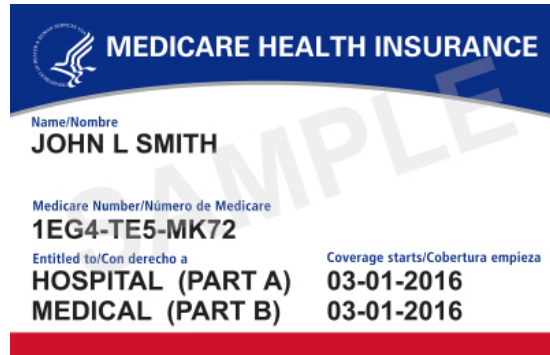 MEDICARE HEALTH INSURANCE
Name/Nombre
JOHN L SMITH
Medicare Number/Número de Medicare
1EG4-TE5-MK72
Entitled to/Con derecho a Coverage starts/Cobertura empieza
HOSPITAL (PART A) 03-01-2016
MEDICAL (PART B) 03-01-2016
SAMPLE